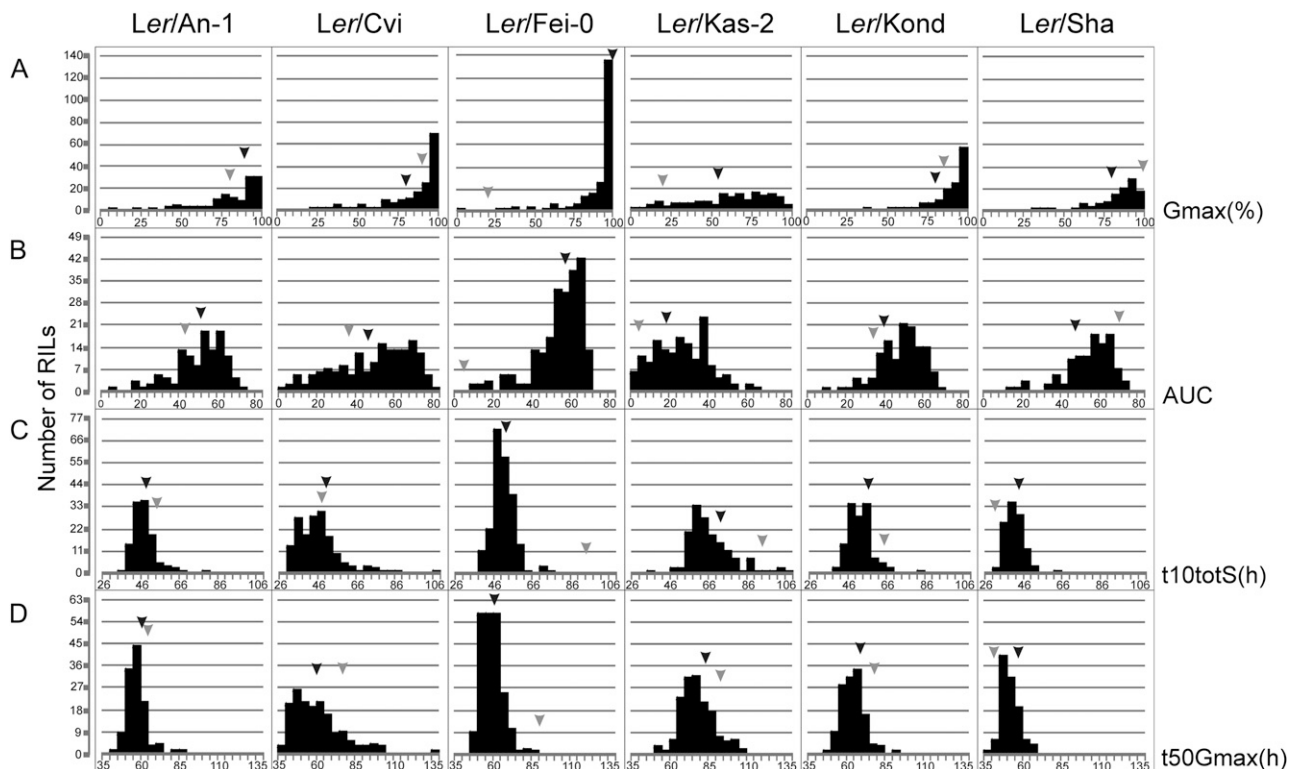 Ler/An-1 Ler/Cvi Ler/Fei-0 Ler/Kas-2 Ler/Kond Ler/Sha
A
140
120
100
80
60
40
20
0
0 25 50 75 100 0 25 50 75 100 0 25 50 75 100 0 25 50 75 100 0 25 50 75 100 0 25 50 75 100
Gmax(%)
B
49
42
35
28
21
14
7
0
0 20 40 60 80 0 20 40 60 80 0 20 40 60 80 0 20 40 60 80 0 20 40 60 80 0 20 40 60 80
AUC
Number of RILs
C
77
66
55
44
33
22
11
0
26 46 66 86 106 26 46 66 86 106 26 46 66 86 106 26 46 66 86 106 26 46 66 86 106 26 46 66 86 106
t10totS(h)
D
63
54
45
36
27
18
9
0
35 60 85 110 135 35 60 85 110 135 35 60 85 110 135 35 60 85 110 135 35 60 85 110 135 35 60 85 110 135
t50Gmax(h)